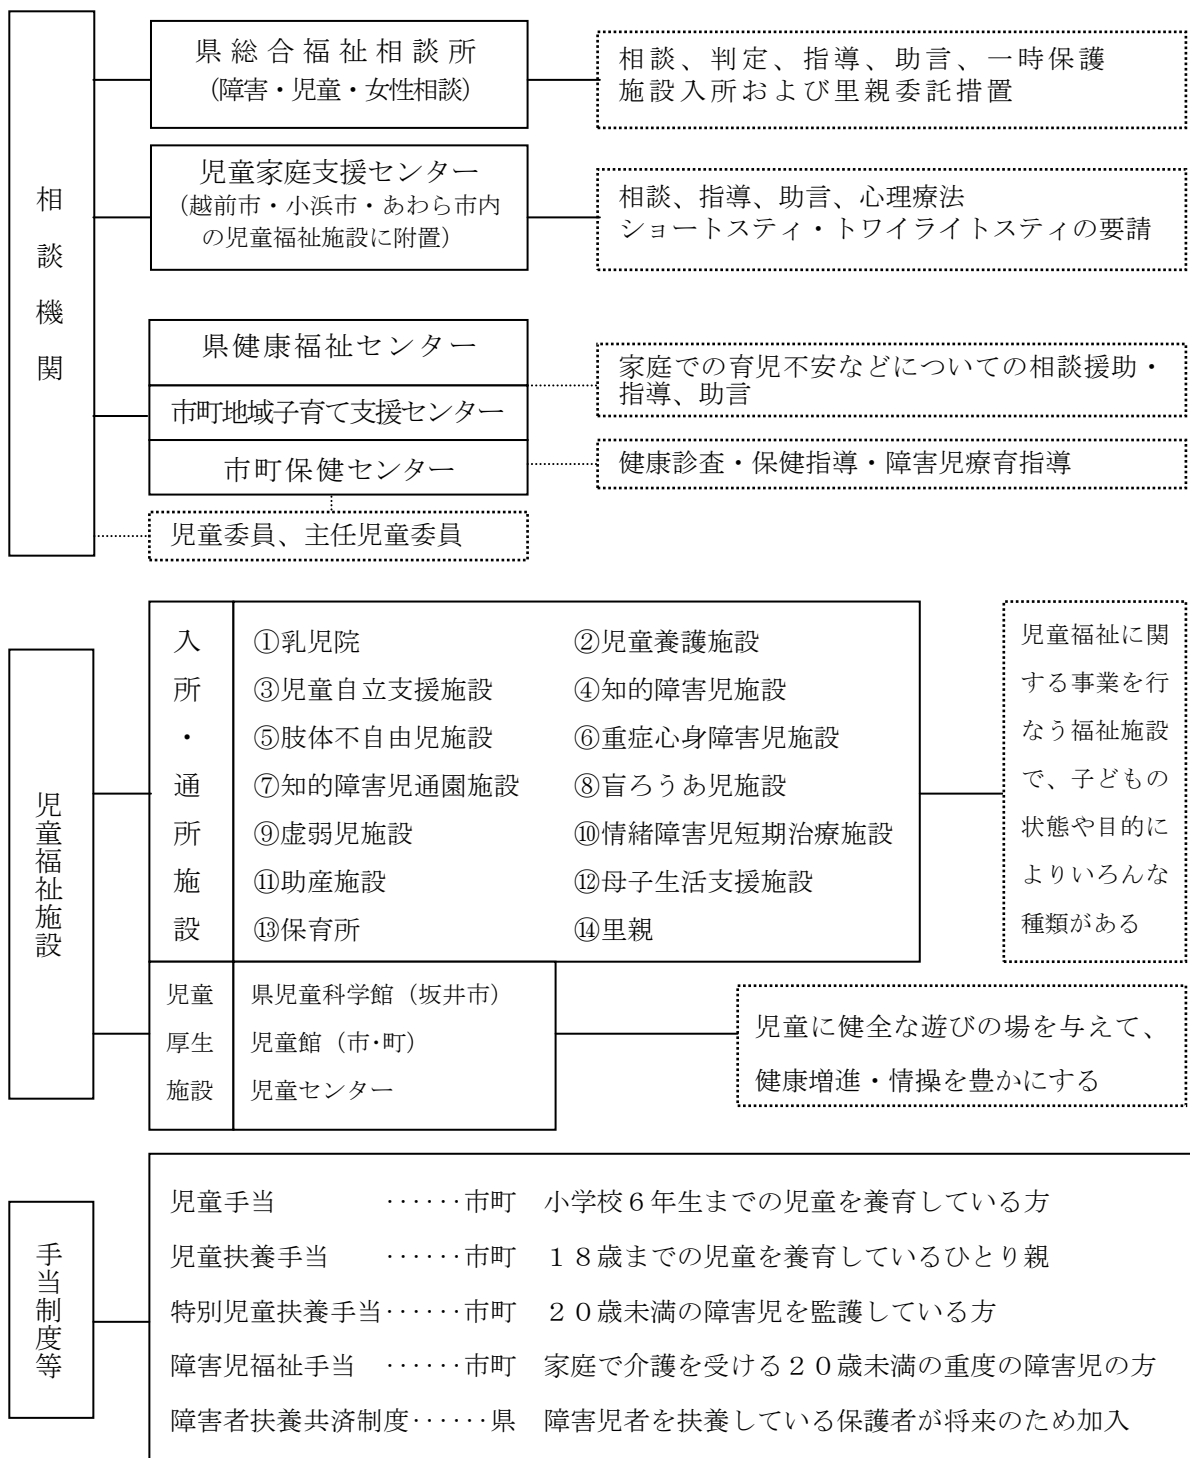 相談機関
県総合福祉相談所
（障害・児童・女性相談）
相談、判定、指導、助言、一時保護
施設入所および里親委託措置
児童家庭支援センター
（越前市・小浜市・あわら市内
の児童福祉施設に附置）
相談、指導、助言、心理療法
ショートスティ・トワイライトスティの要請
県健康福祉センター
市町地域子育て支援センター
市町保健センター
家庭での育児不安などについての相談援助・
指導、助言
健康診査・保健指導・障害児療育指導
児童委員、主任児童委員
児童福祉施設
入所・通所施設
①乳児院 ②児童養護施設
③児童自立支援施設 ④知的障害児施設
⑤肢体不自由児施設 ⑥重症心身障害児施設
⑦知的障害児通園施設 ⑧盲ろうあ児施設
⑨虚弱児施設 ⑩情緒障害児短期治療施設
⑪助産施設 ⑫母子生活支援施設
⑬保育所 ⑭里親
児童福祉に関
する事業を行
なう福祉施設
で、子どもの
状態や目的に
よりいろんな
種類がある
児童
厚生
施設
県児童科学館（坂井市）
児童館（市・町）
児童センター
児童に健全な遊びの場を与えて、
健康増進・情操を豊かにする
手当制度等
児童手当 ‥‥‥市町 小学校６年生までの児童を養育している方
児童扶養手当 ‥‥‥市町 １８歳までの児童を養育しているひとり親
特別児童扶養手当‥‥‥市町 ２０歳未満の障害児を監護している方
障害児福祉手当 ‥‥‥市町 家庭で介護を受ける２０歳未満の重度の障害児の方
障害者扶養共済制度‥‥‥県 障害児者を扶養している保護者が将来のため加入